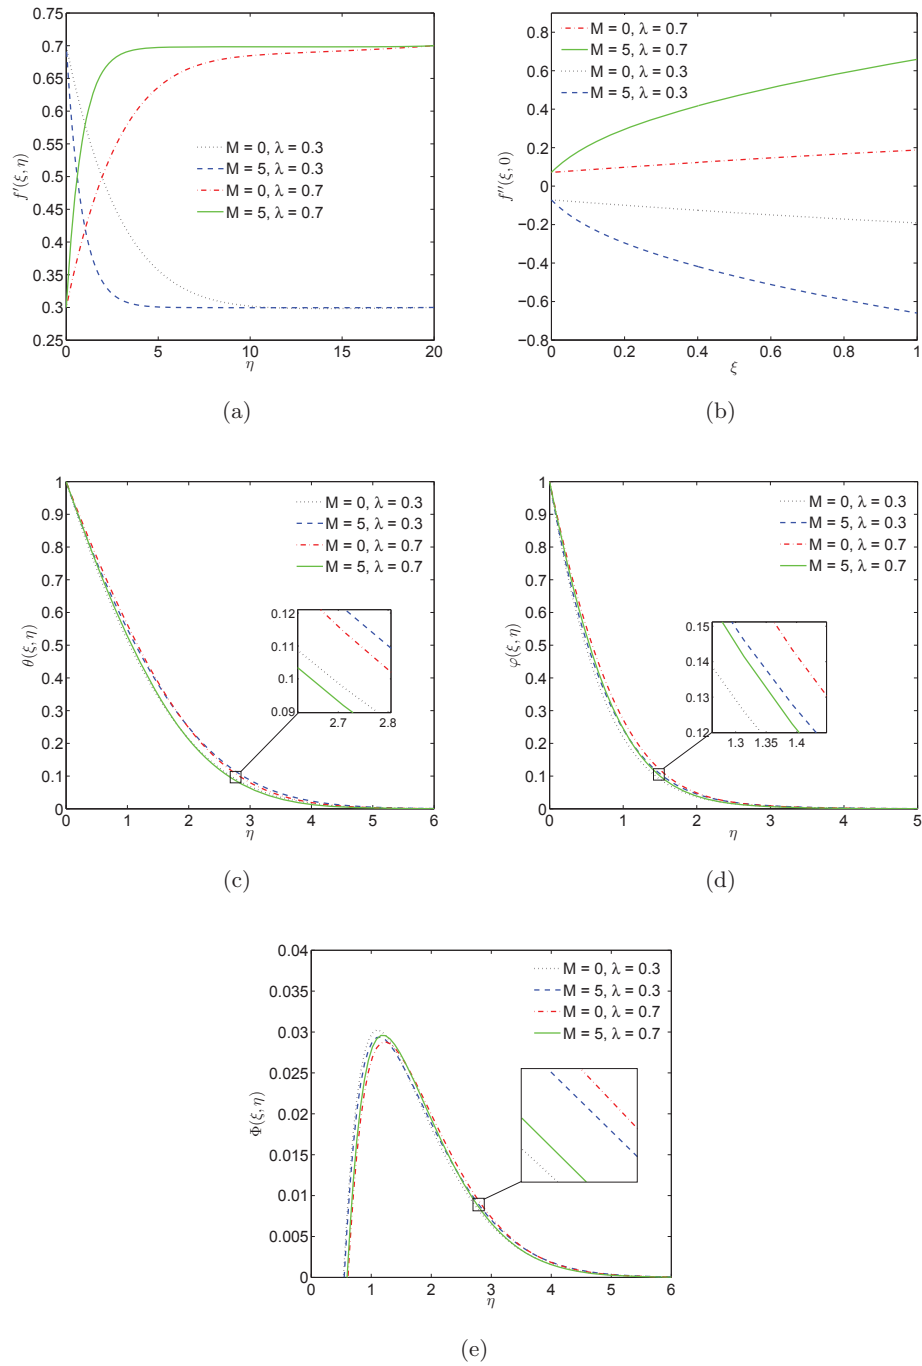 0.7
0.65
0.6
0.55
0.5
0.45
0.4
0.35
0.3
0.25
f′(ξ, η)
M = 0, λ = 0.3
M = 5, λ = 0.3
M = 0, λ = 0.7
M = 5, λ = 0.7
0 5 10 15 20
η
(a)
0.8
0.6
0.4
0.2
0
−0.2
−0.4
−0.6
−0.8
f″(ξ, 0)
M = 0, λ = 0.7
M = 5, λ = 0.7
M = 0, λ = 0.3
M = 5, λ = 0.3
0 0.2 0.4 0.6 0.8 1
ξ
(b)
1
0.9
0.8
0.7
0.6
0.5
0.4
0.3
0.2
0.1
0
θ(ξ, η)
M = 0, λ = 0.3
M = 5, λ = 0.3
M = 0, λ = 0.7
M = 5, λ = 0.7
0.12
0.11
0.1
0.09
2.7 2.8
0 1 2 3 4 5 6
η
(c)
1
0.9
0.8
0.7
0.6
0.5
0.4
0.3
0.2
0.1
0
φ(ξ, η)
M = 0, λ = 0.3
M = 5, λ = 0.3
M = 0, λ = 0.7
M = 5, λ = 0.7
0.15
0.14
0.13
0.12
1.3 1.35 1.4
0 1 2 3 4 5
η
(d)
0.04
0.035
0.03
0.025
0.02
0.015
0.01
0.005
0
Φ(ξ, η)
M = 0, λ = 0.3
M = 5, λ = 0.3
M = 0, λ = 0.7
M = 5, λ = 0.7
0 1 2 3 4 5 6
η
(e)